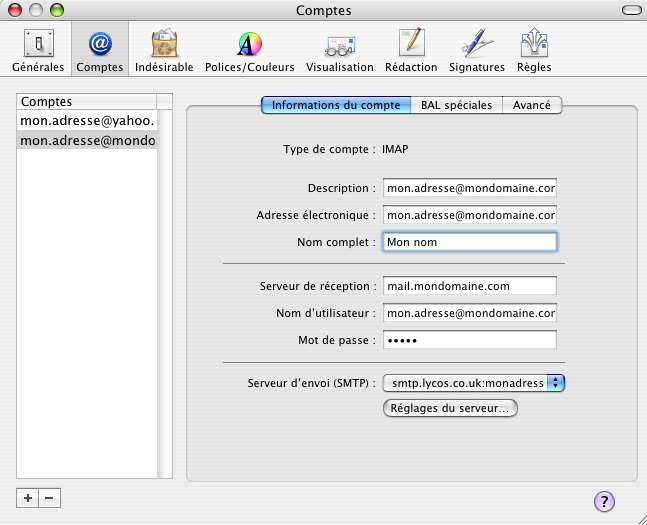 Comptes
Générales Comptes Indésirable Polices/Couleurs Visualisation Rédaction Signatures Règles
Comptes
mon.adresse@yahoo.
mon.adresse@mondo
Informations du compte BAL spéciales Avancé
Type de compte : IMAP
Description : mon.adresse@mondomaine.cor
Adresse électronique : mon.adresse@mondomaine.cor
Nom complet : Mon nom
Serveur de réception : mail.mondomaine.com
Nom d'utilisateur : mon.adresse@mondomaine.cor
Mot de passe : •••••
Serveur d'envoi (SMTP) : smtp.lycos.co.uk:monadress
Réglages du serveur...
+ − ?